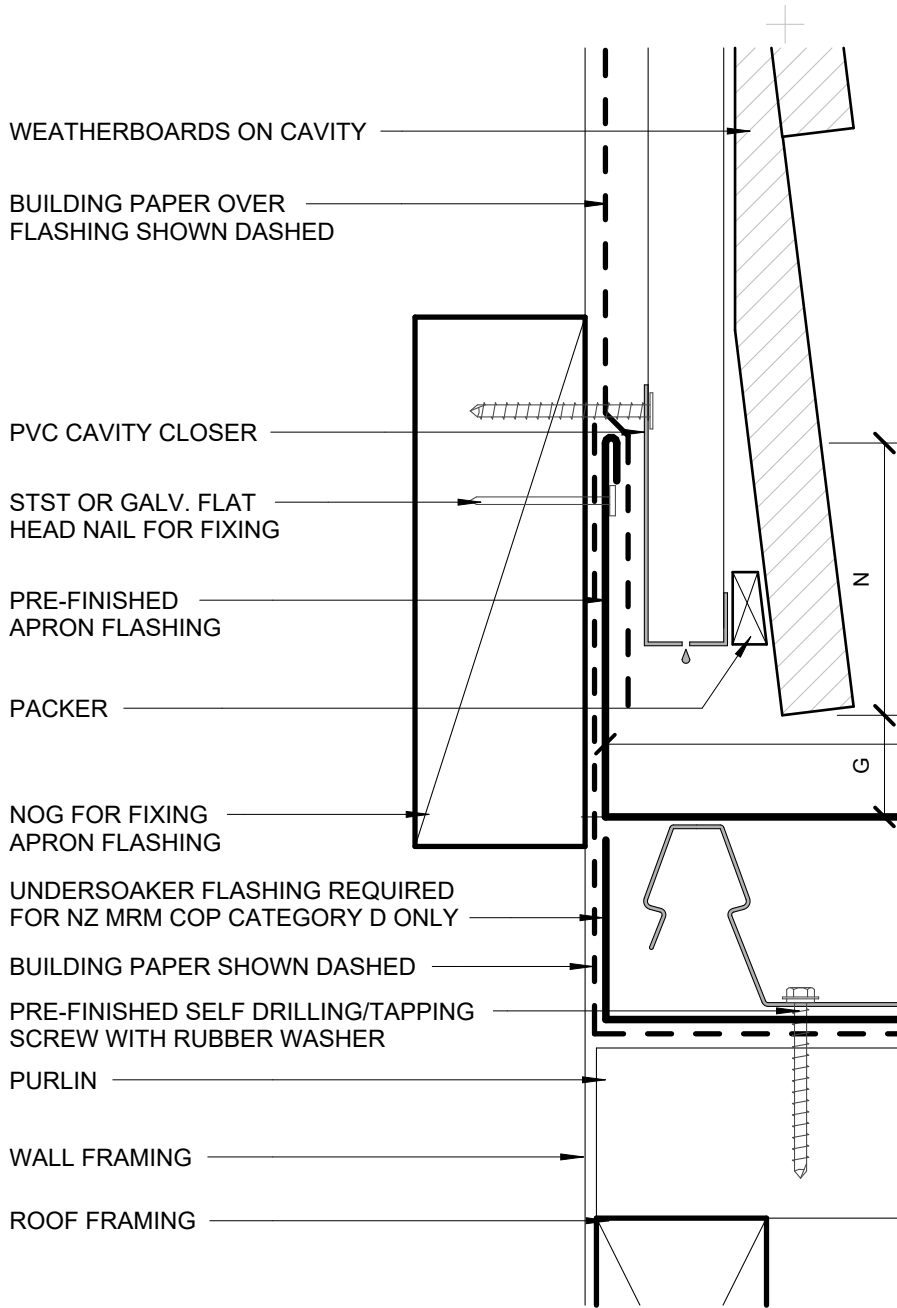 WEATHERBOARDS ON CAVITY
BUILDING PAPER OVER
FLASHING SHOWN DASHED
PVC CAVITY CLOSER
STST OR GALV. FLAT
HEAD NAIL FOR FIXING
PRE-FINISHED
APRON FLASHING
PACKER
NOG FOR FIXING
APRON FLASHING
UNDERSOAKER FLASHING REQUIRED
FOR NZ MRM COP CATEGORY D ONLY
BUILDING PAPER SHOWN DASHED
PRE-FINISHED SELF DRILLING/TAPPING
SCREW WITH RUBBER WASHER
PURLIN
WALL FRAMING
ROOF FRAMING
N
G